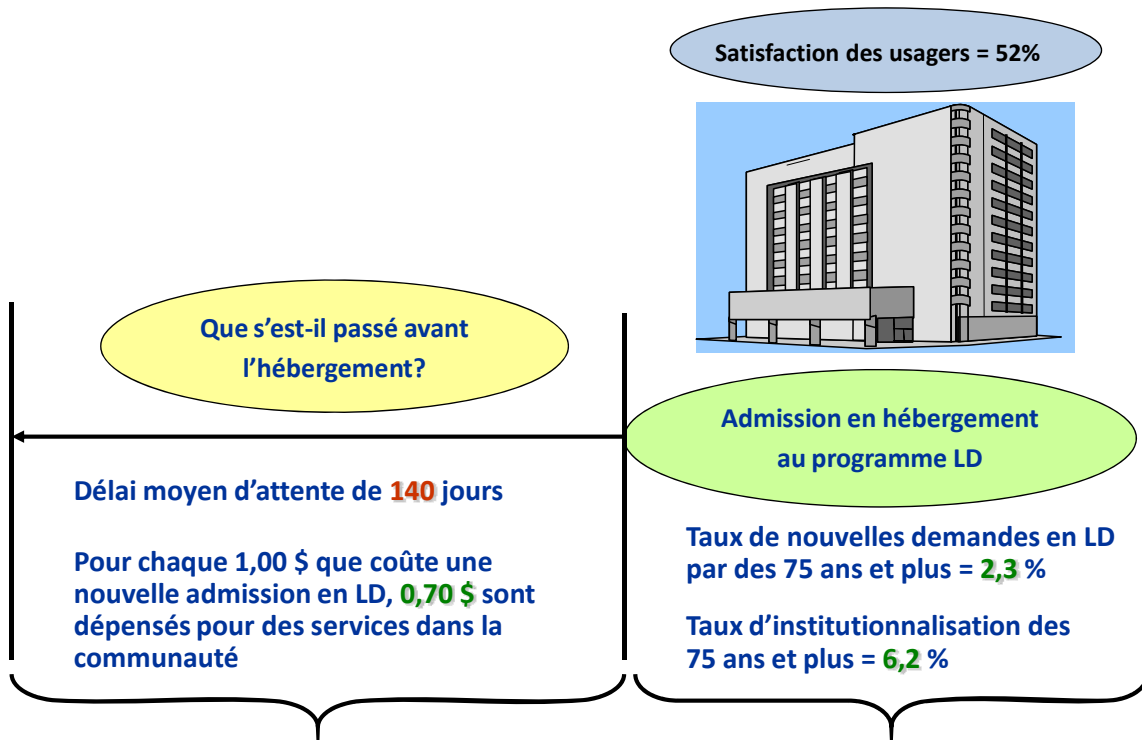 Satisfaction des usagers = 52%
Que s’est-il passé avant
l’hébergement?
Admission en hébergement
au programme LD
Délai moyen d’attente de 140 jours
Pour chaque 1,00 $ que coûte une
nouvelle admission en LD, 0,70 $ sont
dépensés pour des services dans la
communauté
Taux de nouvelles demandes en LD
par des 75 ans et plus = 2,3 %
Taux d’institutionnalisation des
75 ans et plus = 6,2 %